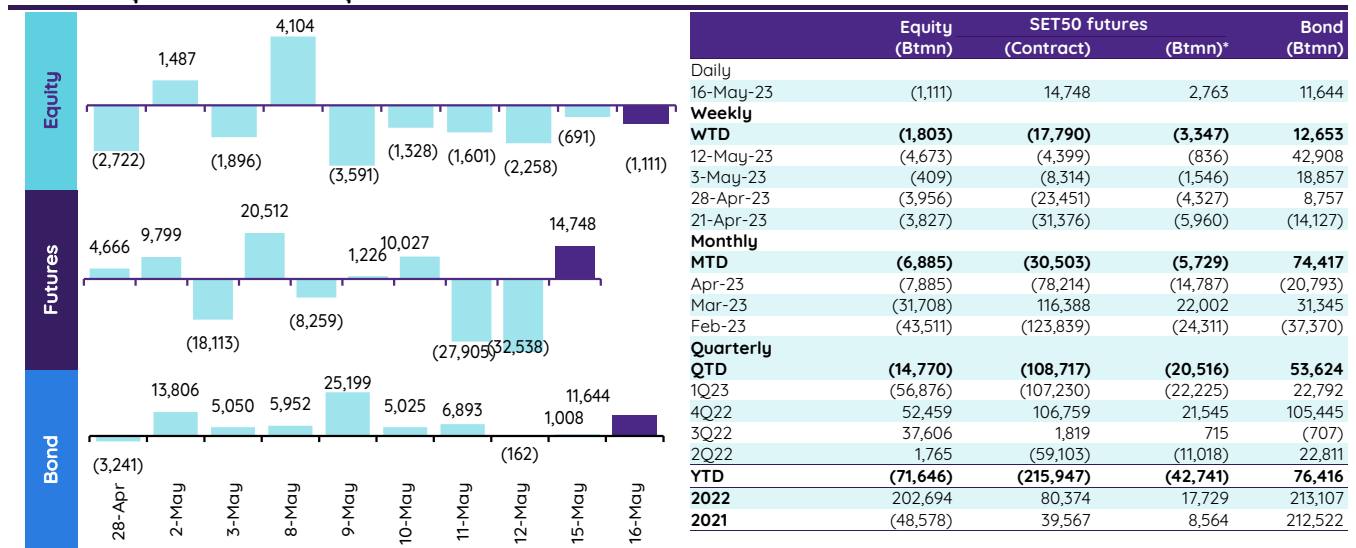 Equity
4,104
1,487
(2,722)
(1,896)
(3,591)
(1,328)
(1,601)
(2,258)
(691)
(1,111)
Futures
4,666
9,799
20,512
1,226
10,027
14,748
(18,113)
(8,259)
(27,905)
(32,538)
Bond
13,806
5,050
5,952
25,199
5,025
6,893
1,008
11,644
(3,241)
(162)
28-Apr
2-May
3-May
8-May
9-May
10-May
11-May
12-May
15-May
16-May
Equity SET50 futures Bond
(Btmn) (Contract) (Btmn)* (Btmn)
Daily
16-May-23 (1,111) 14,748 2,763 11,644
Weekly
WTD (1,803) (17,790) (3,347) 12,653
12-May-23 (4,673) (4,399) (836) 42,908
3-May-23 (409) (8,314) (1,546) 18,857
28-Apr-23 (3,956) (23,451) (4,327) 8,757
21-Apr-23 (3,827) (31,376) (5,960) (14,127)
Monthly
MTD (6,885) (30,503) (5,729) 74,417
Apr-23 (7,885) (78,214) (14,787) (20,793)
Mar-23 (31,708) 116,388 22,002 31,345
Feb-23 (43,511) (123,839) (24,311) (37,370)
Quarterly
QTD (14,770) (108,717) (20,516) 53,624
1Q23 (56,876) (107,230) (22,225) 22,792
4Q22 52,459 106,759 21,545 105,445
3Q22 37,606 1,819 715 (707)
2Q22 1,765 (59,103) (11,018) 22,811
YTD (71,646) (215,947) (42,741) 76,416
2022 202,694 80,374 17,729 213,107
2021 (48,578) 39,567 8,564 212,522